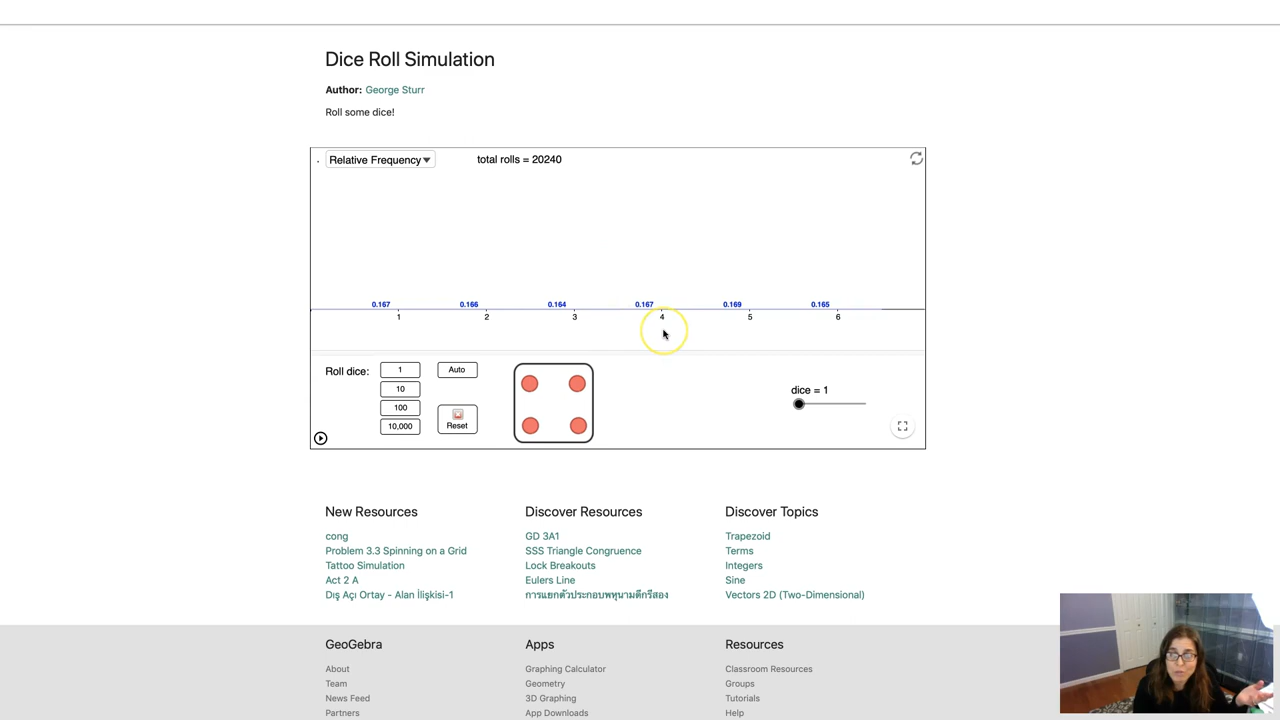 Dice Roll Simulation
Author: George Sturr
Roll some dice!
Relative Frequency
total rolls = 20240
0.167 0.166 0.164 0.167 0.169 0.165
1 2 3 4 5 6
Roll dice:
1
Auto
10
100
10,000
Reset
dice = 1
New Resources
cong
Problem 3.3 Spinning on a Grid
Tattoo Simulation
Act 2 A
Dış Açı Ortay - Alan İlişkisi-1
Discover Resources
GD 3A1
SSS Triangle Congruence
Lock Breakouts
Eulers Line
การแยกตัวประกอบพหุนามดีกรีสอง
Discover Topics
Trapezoid
Terms
Integers
Sine
Vectors 2D (Two-Dimensional)
GeoGebra
About
Team
News Feed
Partners
Apps
Graphing Calculator
Geometry
3D Graphing
App Downloads
Resources
Classroom Resources
Groups
Tutorials
Help